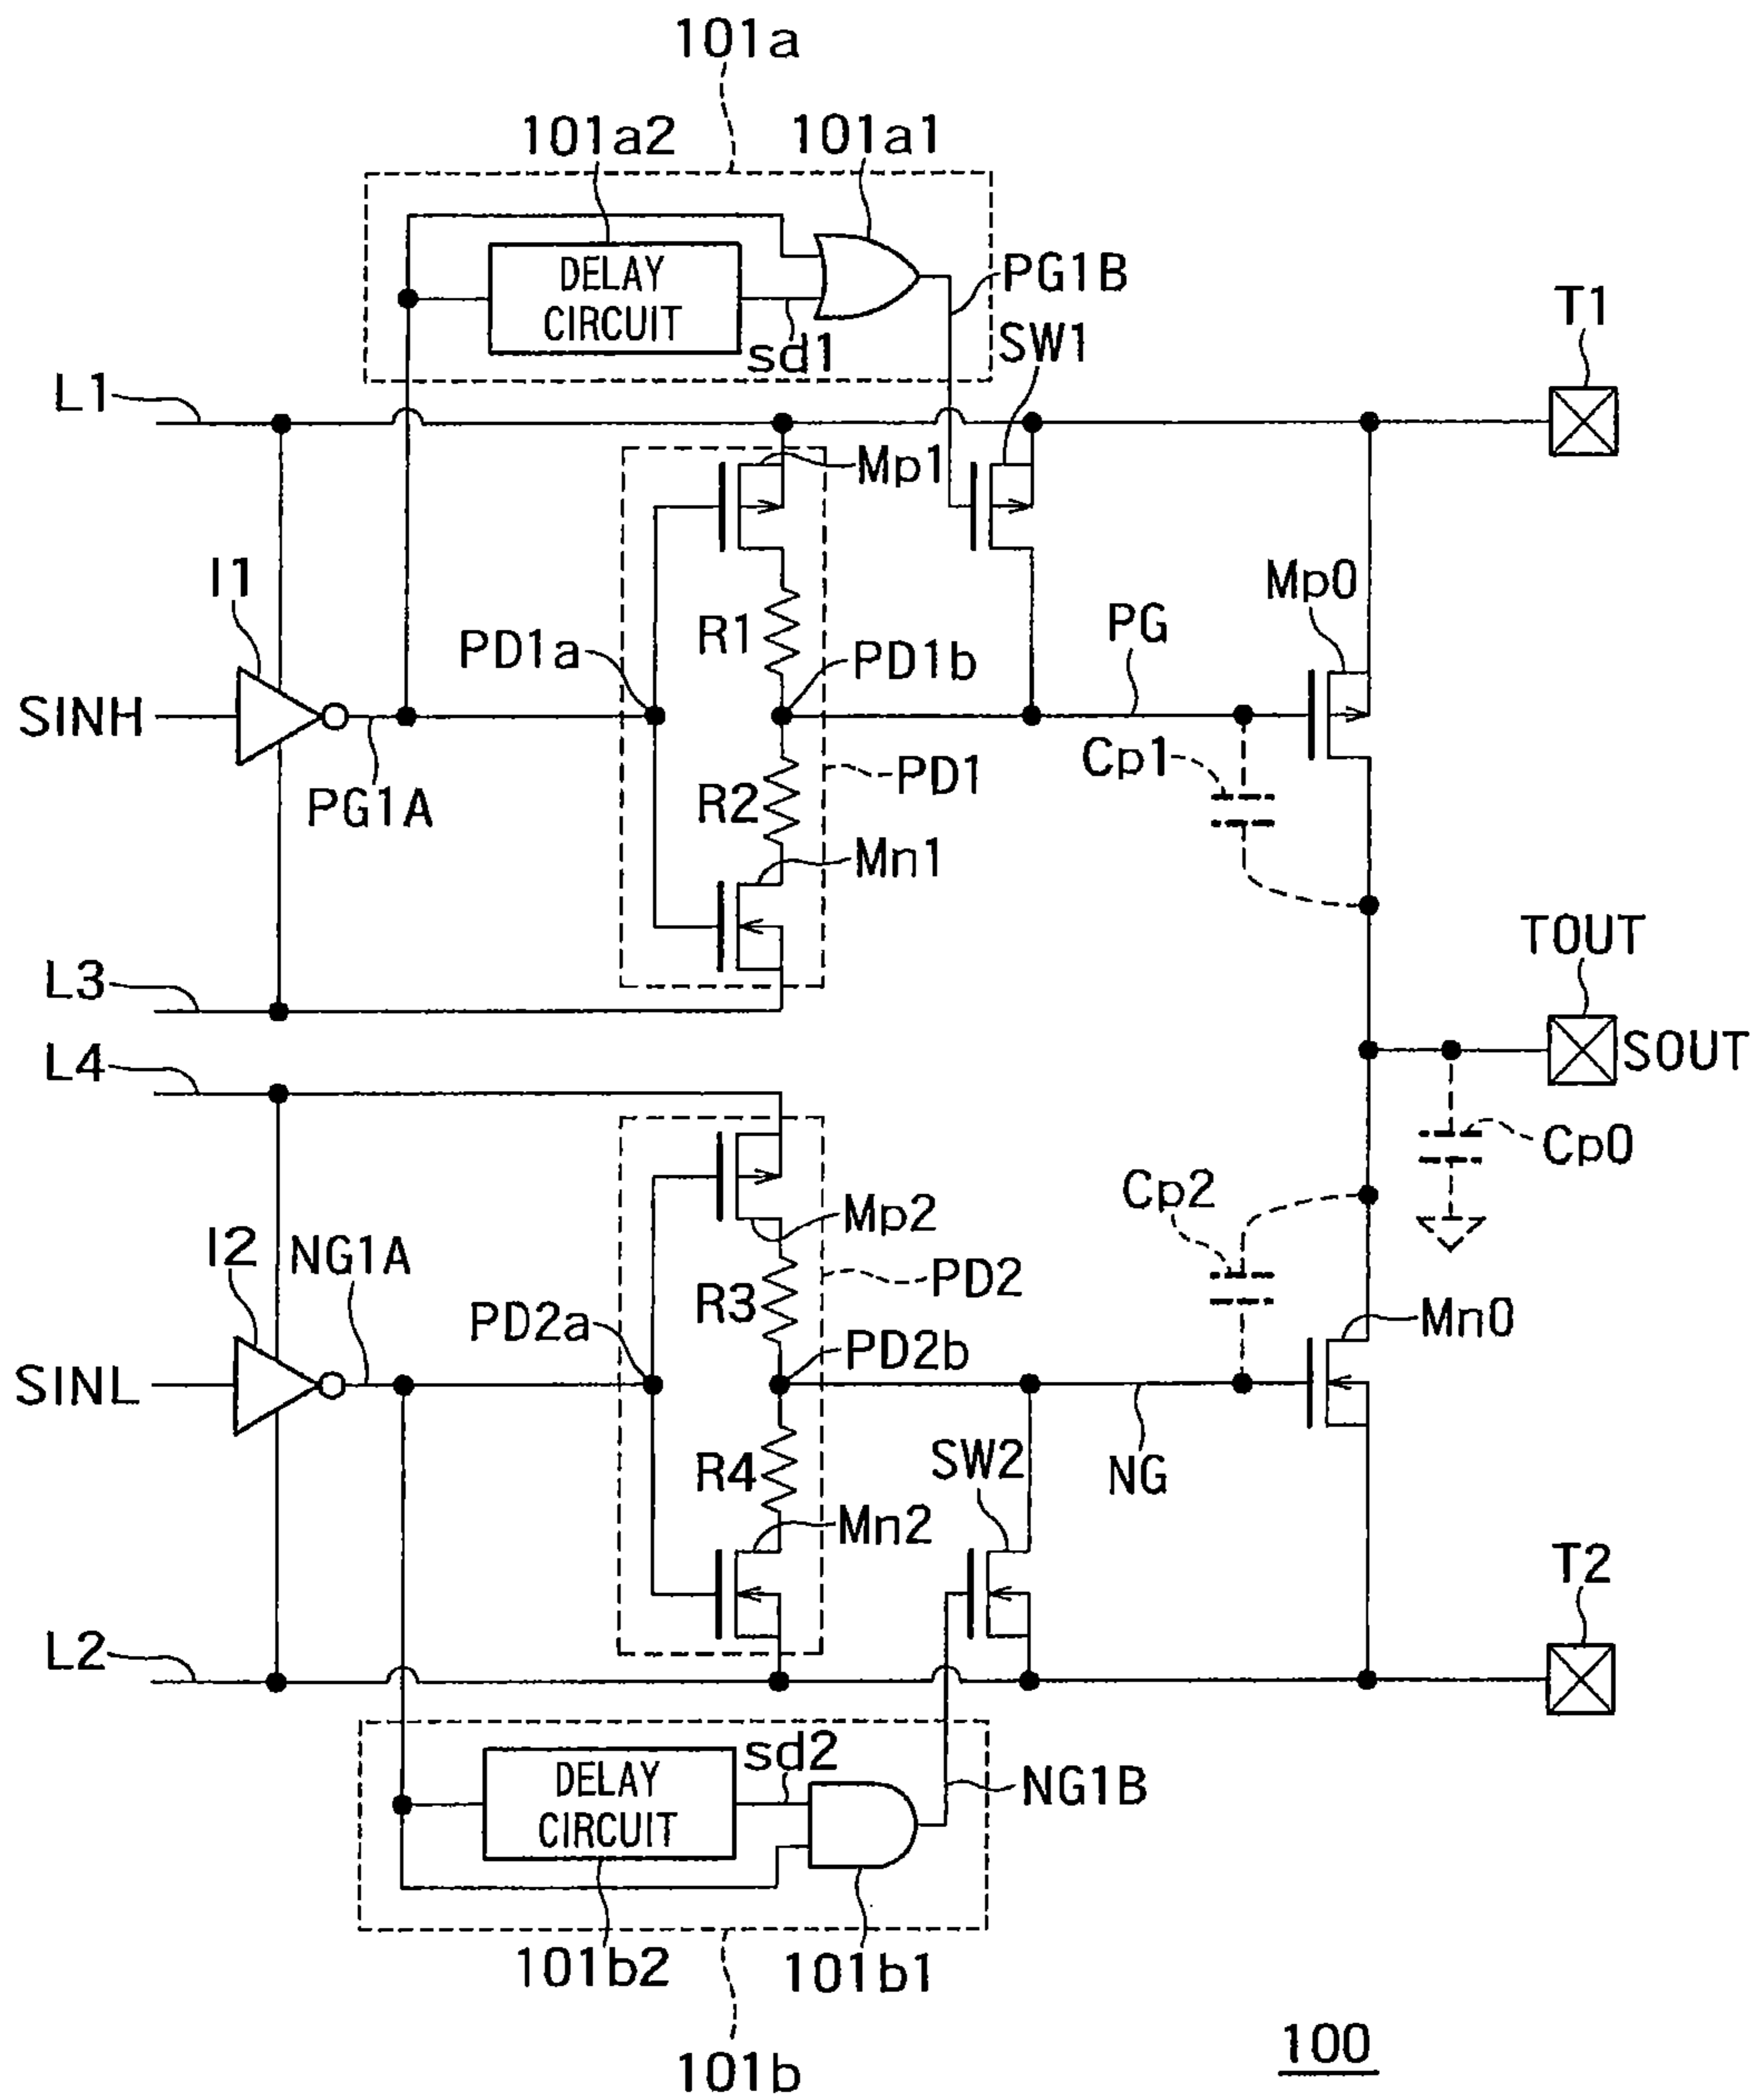 101a
101a2
101a1
DELAY
CIRCUIT
sd1
PG1B
SW1
T1
L1
Mp1
I1
R1
PD1a
PD1b
PG
Mp0
SINH
PG1A
R2
PD1
Cp1
Mn1
L3
TOUT
SOUT
L4
Cp0
Cp2
Mp2
I2
NG1A
R3
PD2
PD2a
PD2b
Mn0
SINL
R4
SW2
NG
Mn2
T2
L2
DELAY
CIRCUIT
sd2
NG1B
101b2
101b1
101b
100